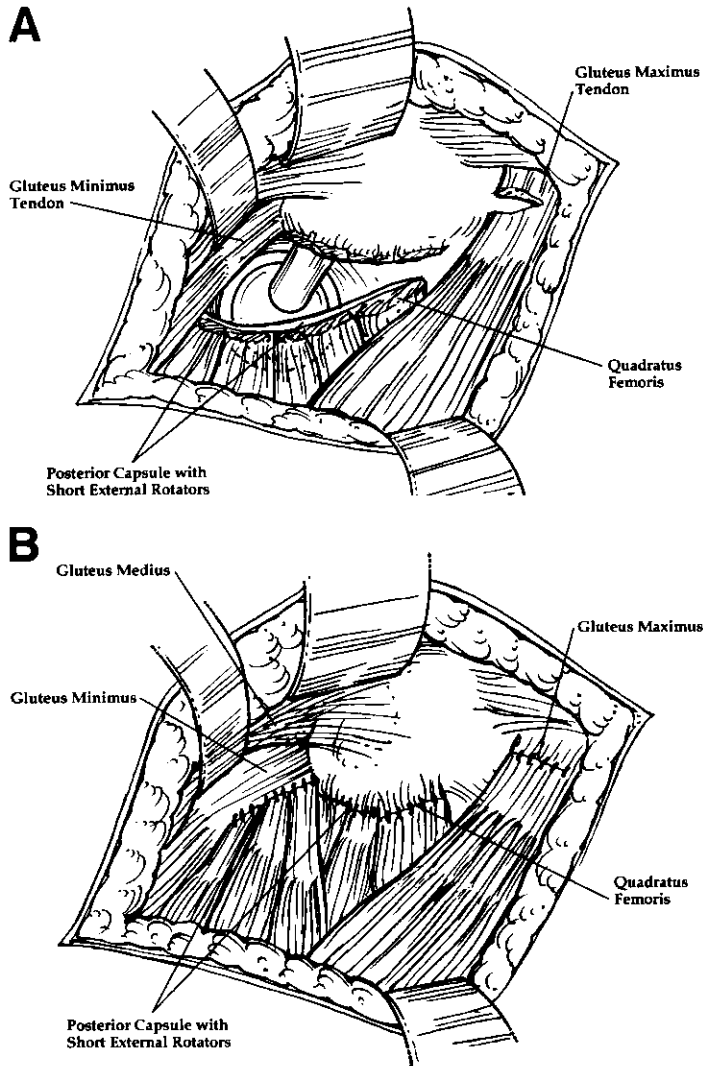 A
Gluteus Maximus
Tendon
Gluteus Minimus
Tendon
Quadratus
Femoris
Posterior Capsule with
Short External Rotators
B
Gluteus Medius
Gluteus Maximus
Gluteus Minimus
Quadratus
Femoris
Posterior Capsule with
Short External Rotators